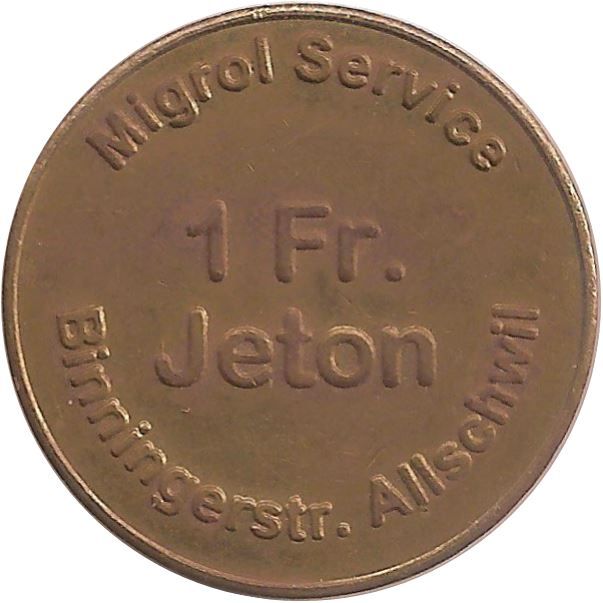 Migrol Service
1 Fr.
Jeton
Binningerstr. Allschwil